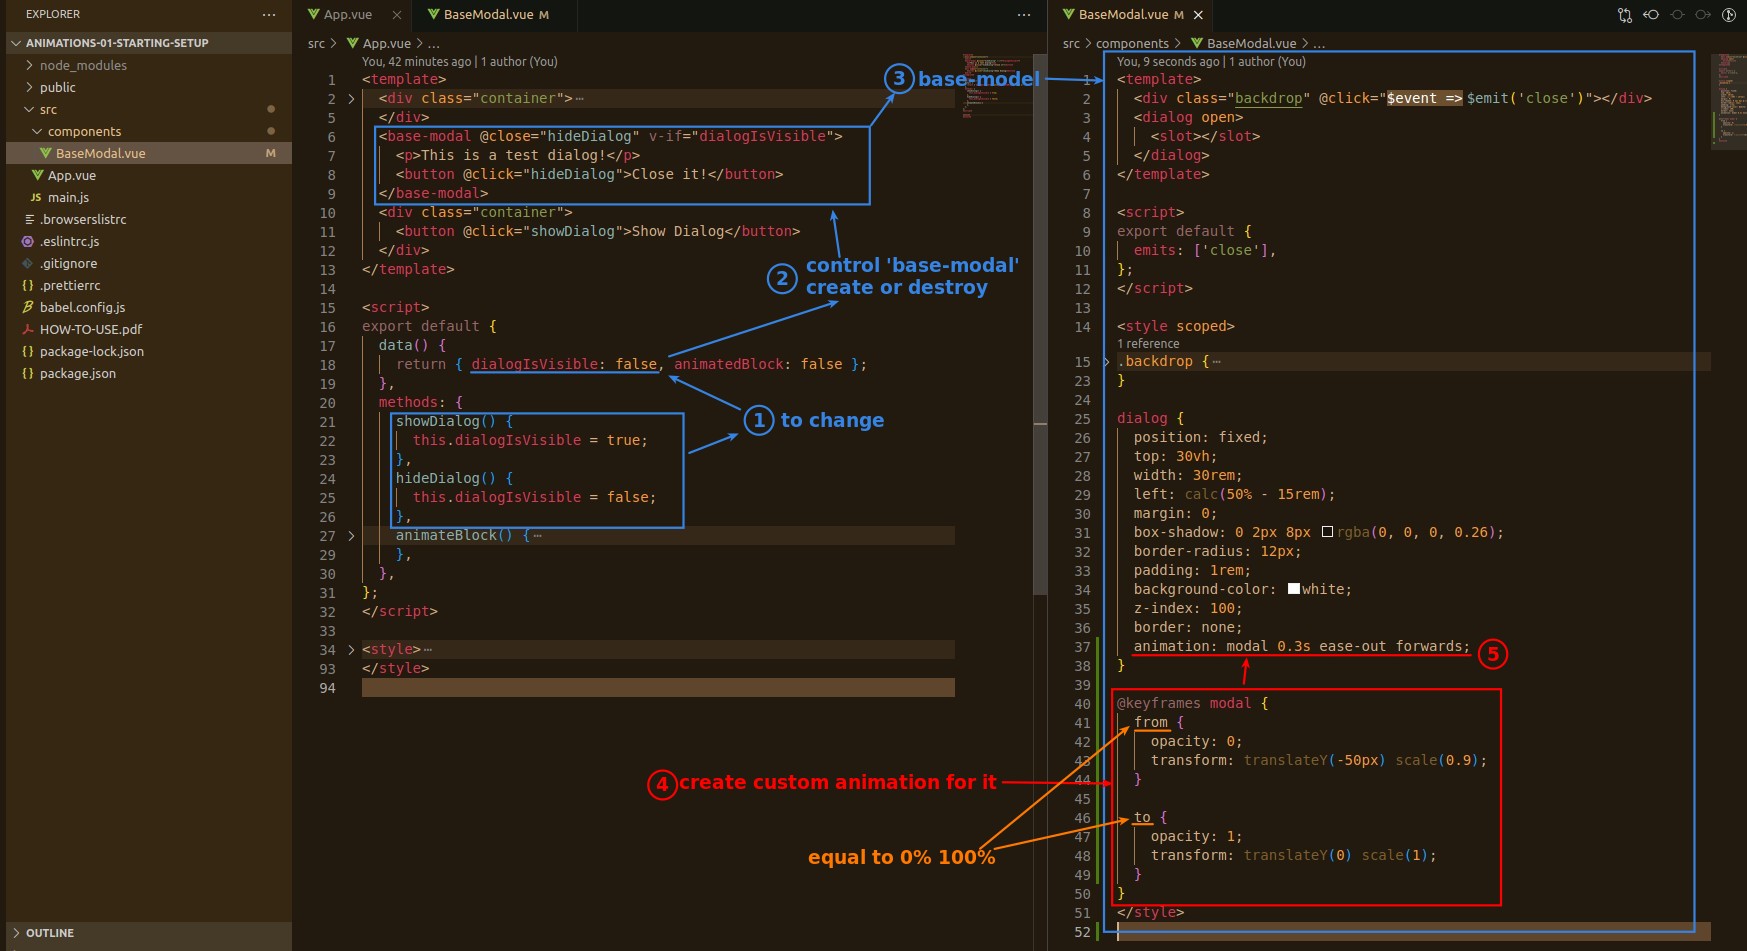 EXPLORER
ANIMATIONS-01-STARTING-SETUP
node_modules
public
src
components
BaseModal.vue M
App.vue
JS main.js
.browserslistrc
.eslintrc.js
.gitignore
{} .prettierrc
babel.config.js
HOW-TO-USE.pdf
{} package-lock.json
{} package.json
OUTLINE
App.vue
BaseModal.vue M
src > App.vue > ...
You, 42 minutes ago | 1 author (You)
1 <template>
2 <div class="container">…
5 </div>
6 <base-modal @close="hideDialog" v-if="dialogIsVisible">
7 <p>This is a test dialog!</p>
8 <button @click="hideDialog">Close it!</button>
9 </base-modal>
10 <div class="container">
11 <button @click="showDialog">Show Dialog</button>
12 </div>
13 </template>
14
15 <script>
16 export default {
17 data() {
18 return { dialogIsVisible: false, animatedBlock: false };
19 },
20 methods: {
21 showDialog() {
22 this.dialogIsVisible = true;
23 },
24 hideDialog() {
25 this.dialogIsVisible = false;
26 },
27 animateBlock() {…
29 },
30 },
31 };
32 </script>
33
34 <style>…
93 </style>
94
3 base-model
2 control 'base-modal'
create or destroy
1 to change
4 create custom animation for it
equal to 0% 100%
BaseModal.vue M
src > components > BaseModal.vue > ...
You, 9 seconds ago | 1 author (You)
1 <template>
2 <div class="backdrop" @click="$event => $emit('close')"></div>
3 <dialog open>
4 <slot></slot>
5 </dialog>
6 </template>
7
8 <script>
9 export default {
10 emits: ['close'],
11 };
12 </script>
13
14 <style scoped>
1 reference
15 .backdrop {…
23 }
24
25 dialog {
26 position: fixed;
27 top: 30vh;
28 width: 30rem;
29 left: calc(50% - 15rem);
30 margin: 0;
31 box-shadow: 0 2px 8px rgba(0, 0, 0, 0.26);
32 border-radius: 12px;
33 padding: 1rem;
34 background-color: white;
35 z-index: 100;
36 border: none;
37 animation: modal 0.3s ease-out forwards; 5
38 }
39
40 @keyframes modal {
41 from {
42 opacity: 0;
43 transform: translateY(-50px) scale(0.9);
44 }
45
46 to {
47 opacity: 1;
48 transform: translateY(0) scale(1);
49 }
50 }
51 </style>
52